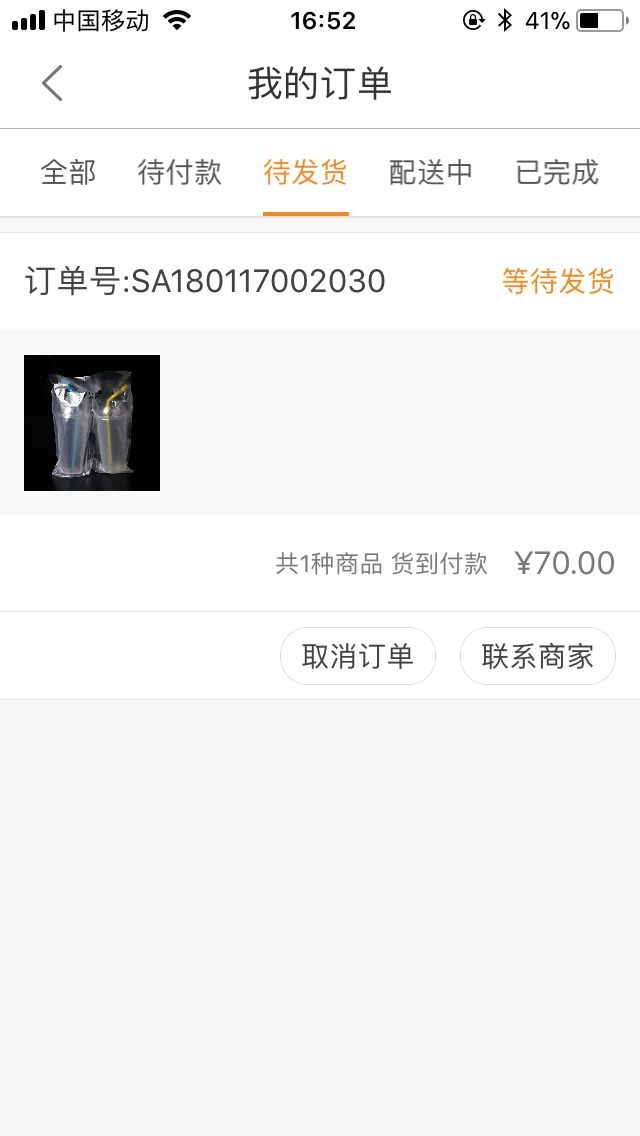 中国移动 16:52 41%
我的订单
全部 待付款 待发货 配送中 已完成
订单号:SA180117002030 等待发货
共1种商品 货到付款 ¥70.00
取消订单 联系商家